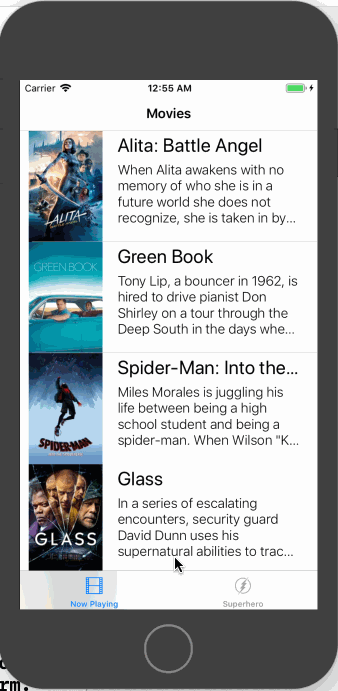 Carrier
12:55 AM
Movies
Alita: Battle Angel
When Alita awakens with no
memory of who she is in a
future world she does not
recognize, she is taken in by...
ALITA
Green Book
GREEN BOOK
Tony Lip, a bouncer in 1962, is
hired to drive pianist Don
Shirley on a tour through the
Deep South in the days whe...
Spider-Man: Into the...
Miles Morales is juggling his
life between being a high
school student and being a
spider-man. When Wilson "K...
SPIDER-MAN
Glass
In a series of escalating
encounters, security guard
David Dunn uses his
supernatural abilities to trac...
GLASS
Now Playing
Superhero
rm.